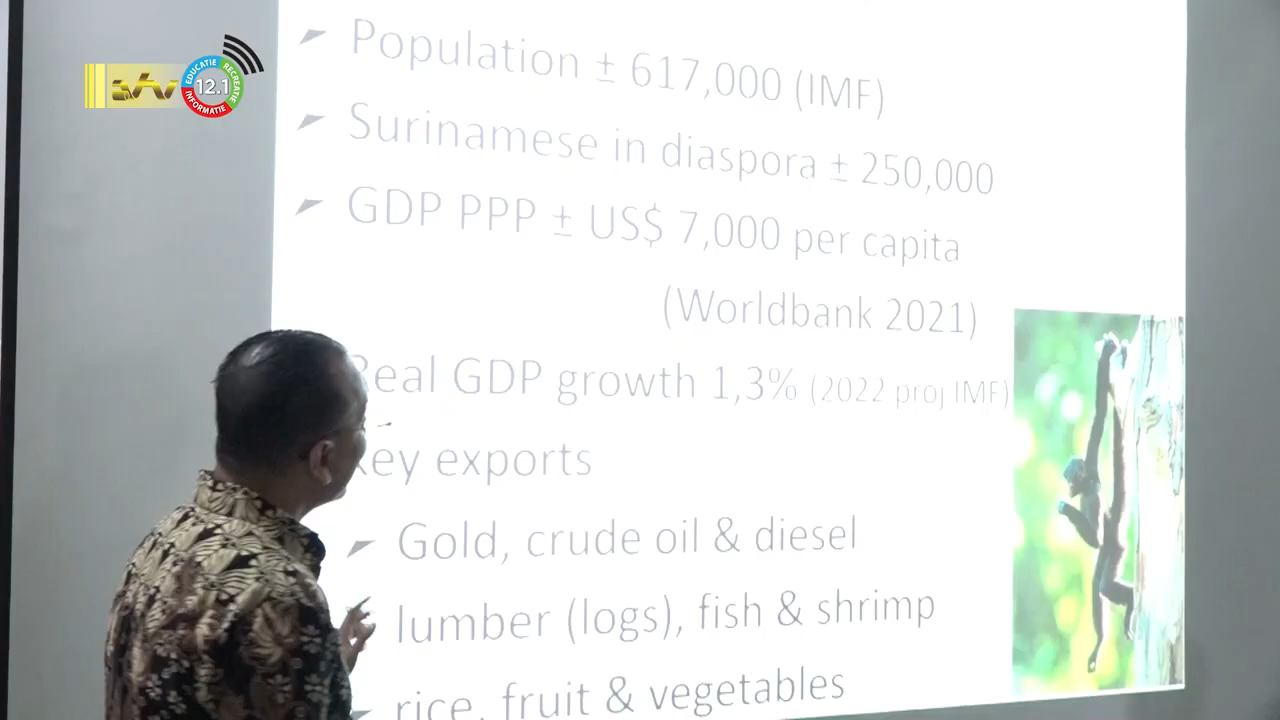 Population ± 617,000 (IMF)
Surinamese in diaspora ± 250,000
GDP PPP ± US$ 7,000 per capita
(Worldbank 2021)
Real GDP growth 1,3% (2022 proj IMF)
Key exports
Gold, crude oil & diesel
lumber (logs), fish & shrimp
rice, fruit & vegetables
stv
EDUCATIE RECREATIE
12.1
INFORMATIE